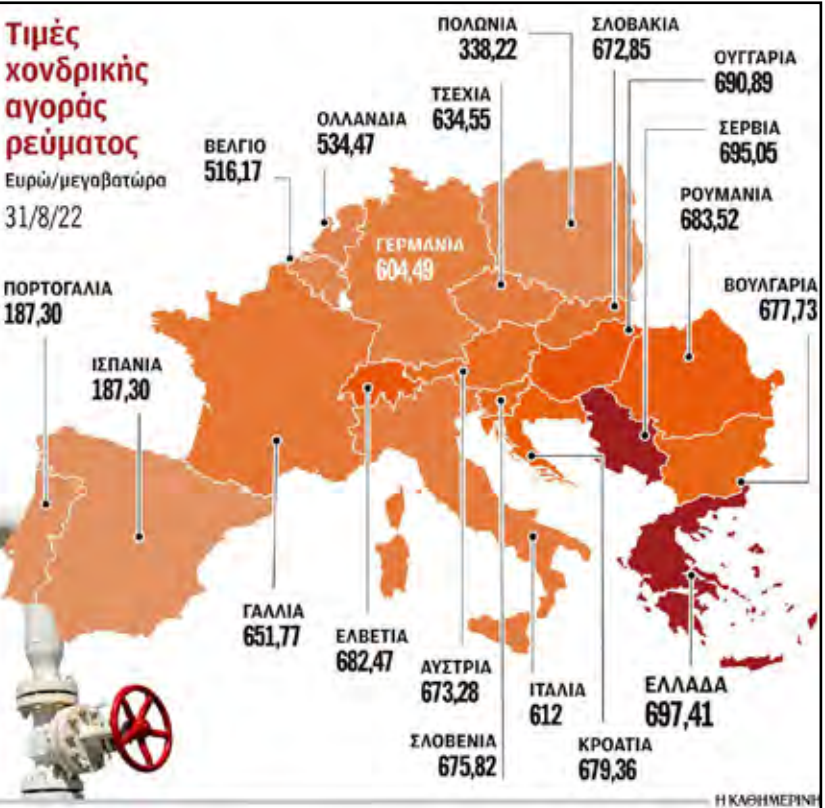 Τιμές
χονδρικής
αγοράς
ρεύματος
Ευρώ/μεγαβατώρα
31/8/22
ΠΟΛΩΝΙΑ
338,22
ΣΛΟΒΑΚΙΑ
672,85
ΟΥΓΓΑΡΙΑ
690,89
ΤΣΕΧΙΑ
634,55
ΟΛΛΑΝΔΙΑ
534,47
ΒΕΛΓΙΟ
516,17
ΣΕΡΒΙΑ
695,05
ΡΟΥΜΑΝΙΑ
683,52
ΓΕΡΜΑΝΙΑ
604,49
ΒΟΥΛΓΑΡΙΑ
677,73
ΠΟΡΤΟΓΑΛΙΑ
187,30
ΙΣΠΑΝΙΑ
187,30
ΓΑΛΛΙΑ
651,77
ΕΛΒΕΤΙΑ
682,47
ΑΥΣΤΡΙΑ
673,28
ΙΤΑΛΙΑ
612
ΕΛΛΑΔΑ
697,41
ΣΛΟΒΕΝΙΑ
675,82
ΚΡΟΑΤΙΑ
679,36
Η ΚΑΘΗΜΕΡΙΝΗ